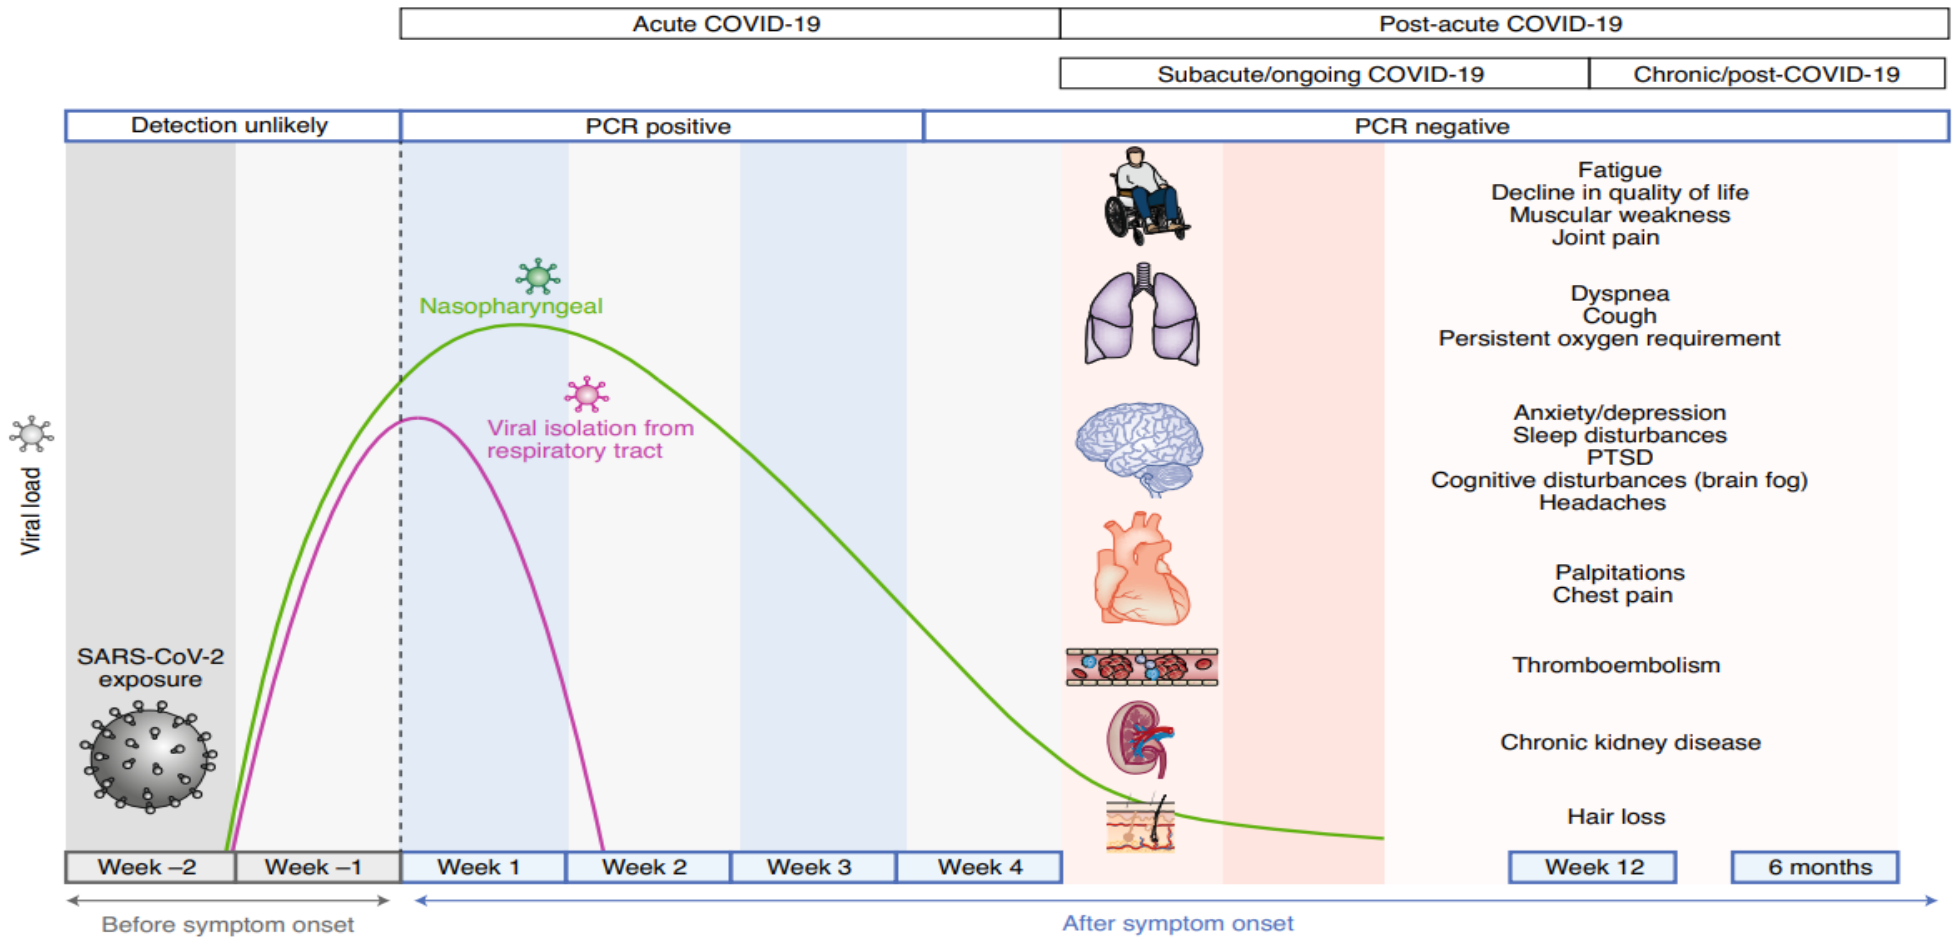 Acute COVID-19
Post-acute COVID-19
Subacute/ongoing COVID-19
Chronic/post-COVID-19
Detection unlikely
PCR positive
PCR negative
Fatigue
Decline in quality of life
Muscular weakness
Joint pain
Nasopharyngeal
Dyspnea
Cough
Persistent oxygen requirement
Viral isolation from
respiratory tract
Anxiety/depression
Sleep disturbances
PTSD
Cognitive disturbances (brain fog)
Headaches
Viral load
Palpitations
Chest pain
SARS-CoV-2
exposure
Thromboembolism
Chronic kidney disease
Hair loss
Week –2
Week –1
Week 1
Week 2
Week 3
Week 4
Week 12
6 months
Before symptom onset
After symptom onset